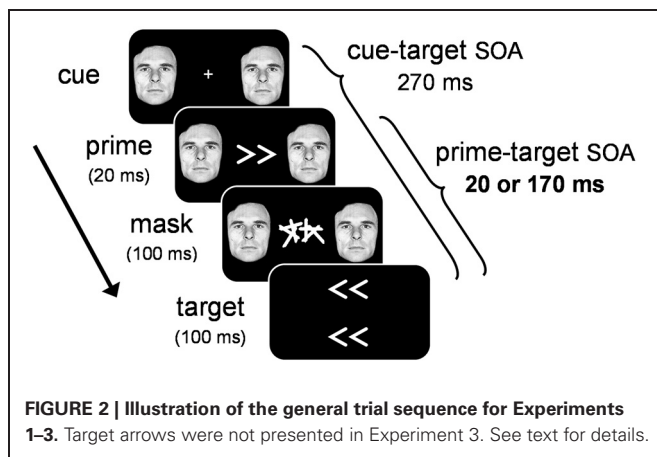 cue
+
cue-target SOA
270 ms
prime
(20 ms)
>>
prime-target SOA
20 or 170 ms
mask
(100 ms)
target
(100 ms)
<<
<<
FIGURE 2 | Illustration of the general trial sequence for Experiments
1–3. Target arrows were not presented in Experiment 3. See text for details.